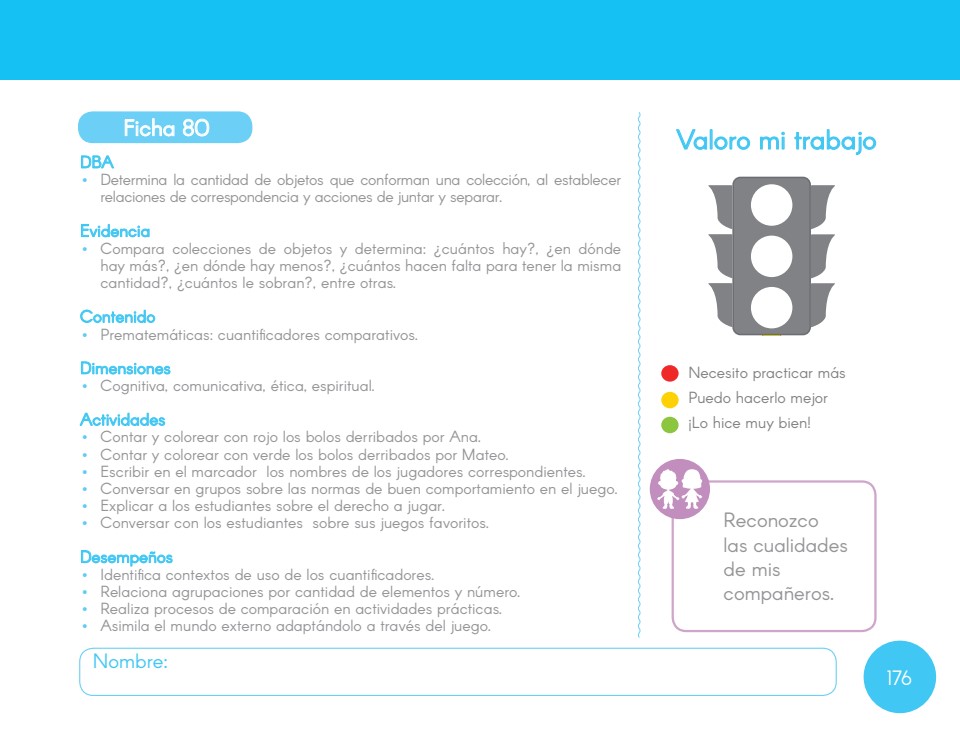 Ficha 80
DBA
• Determina la cantidad de objetos que conforman una colección, al establecer
relaciones de correspondencia y acciones de juntar y separar.
Evidencia
• Compara colecciones de objetos y determina: ¿cuántos hay?, ¿en dónde
hay más?, ¿en dónde hay menos?, ¿cuántos hacen falta para tener la misma
cantidad?, ¿cuántos le sobran?, entre otras.
Contenido
• Prematemáticas: cuantificadores comparativos.
Dimensiones
• Cognitiva, comunicativa, ética, espiritual.
Actividades
• Contar y colorear con rojo los bolos derribados por Ana.
• Contar y colorear con verde los bolos derribados por Mateo.
• Escribir en el marcador  los nombres de los jugadores correspondientes.
• Conversar en grupos sobre las normas de buen comportamiento en el juego.
• Explicar a los estudiantes sobre el derecho a jugar.
• Conversar con los estudiantes  sobre sus juegos favoritos.
Desempeños
• Identifica contextos de uso de los cuantificadores.
• Relaciona agrupaciones por cantidad de elementos y número.
• Realiza procesos de comparación en actividades prácticas.
• Asimila el mundo externo adaptándolo a través del juego.
Valoro mi trabajo
Necesito practicar más
Puedo hacerlo mejor
¡Lo hice muy bien!
Reconozco
las cualidades
de mis
compañeros.
Nombre:
176